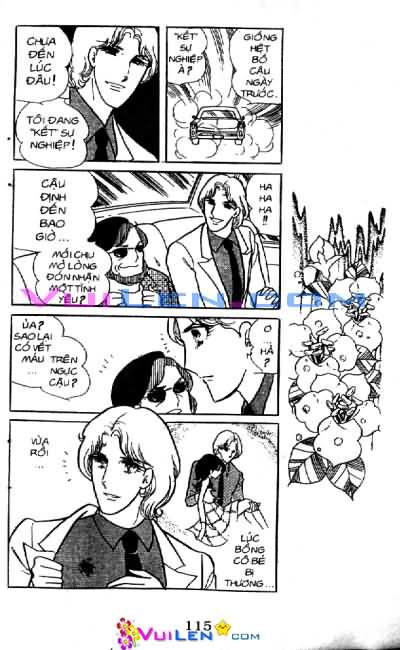 CHƯA
ĐẾN
LÚC
ĐÂU!
TÔI ĐANG
"KẾT" SỰ
NGHIỆP!
"KẾT"
SỰ
NGHIỆP
À?
GIỐNG
HỆT
BỐ
CẬU
NGÀY
TRƯỚC.
CẬU
ĐỊNH
ĐẾN
BAO
GIỜ...
MỚI CHỊU
MỞ LÒNG
ĐÓN NHẬN
MỘT TÌNH
YÊU?
HA
HA
HA
!!
VUILEN.COM
ỦA?
SAO LẠI
CÓ VẾT
MÁU TRÊN
... NGỰC
CẬU?
Ơ
HẢ?
VỪA
RỒI
...
LÚC
BỒNG
CÔ BÉ
BỊ
THƯƠNG...
115
VUILEN.COM